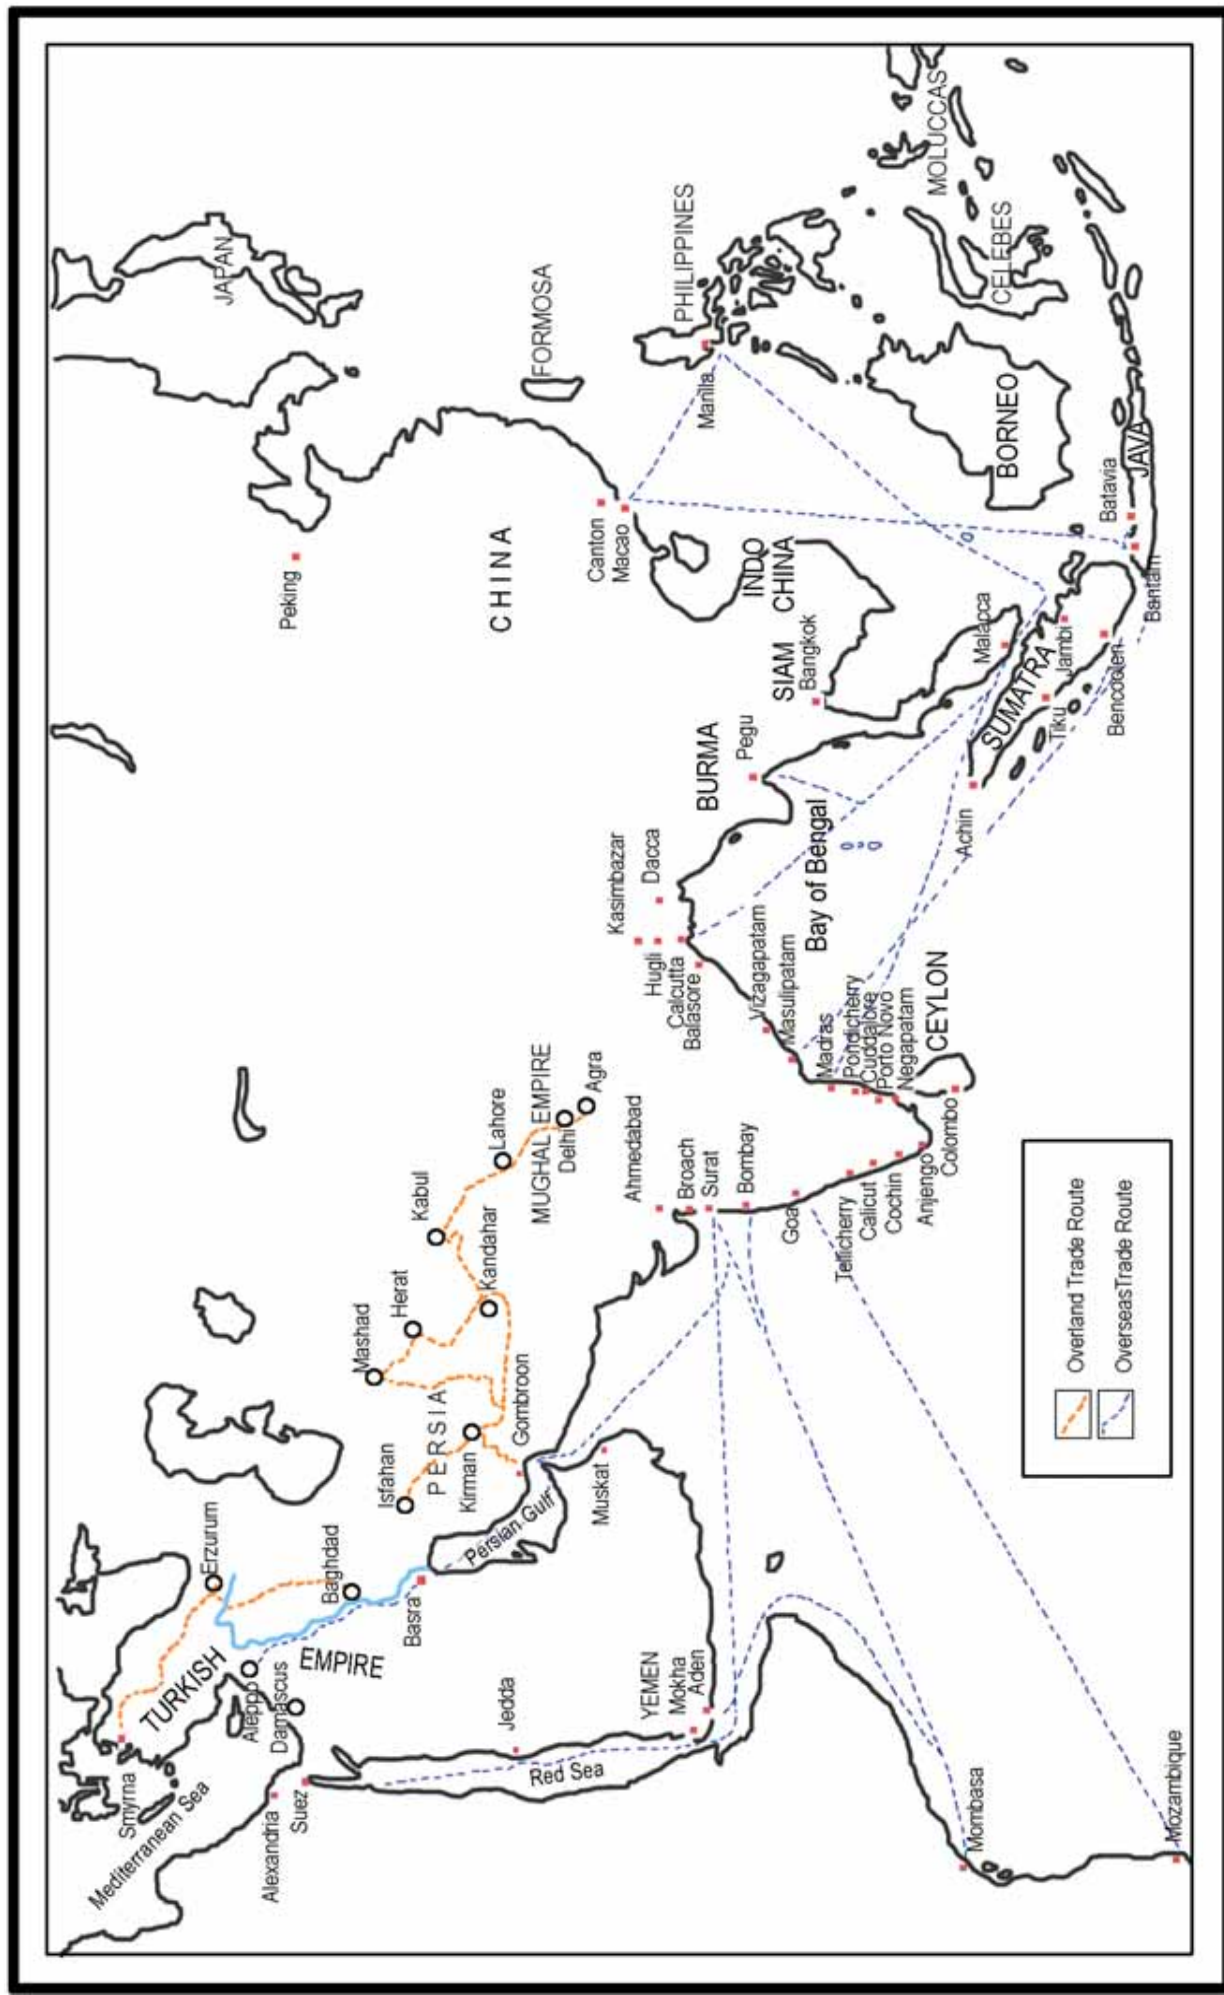 Mediterranean Sea
Smyrna
TURKISH
EMPIRE
Erzurum
Aleppo
Damascus
Alexandria
Suez
Baghdad
Basra
Persian Gulf
Jedda
Red Sea
YEMEN
Mokha
Aden
Muskat
Mombasa
Mozambique
Isfahan
PERSIA
Kirman
Gombroon
Mashad
Herat
Kandahar
Kabul
Lahore
MUGHAL EMPIRE
Delhi
Agra
Ahmedabad
Broach
Surat
Bombay
Goa
Tellicherry
Calicut
Cochin
Anjengo
Colombo
CEYLON
Madras
Pondicherry
Cuddalore
Porto Novo
Negapatam
Vizagapatam
Masulipatam
Kasimbazar
Hugli
Calcutta
Balasore
Dacca
Bay of Bengal
BURMA
Pegu
SIAM
Bangkok
INDO
CHINA
Malacca
Achin
SUMATRA
Tiku
Jambi
Bencoolen
Bantam
Batavia
JAVA
BORNEO
CELEBES
MOLUCCAS
PHILIPPINES
Manila
FORMOSA
Canton
Macao
CHINA
Peking
JAPAN
Overland Trade Route
OverseasTrade Route